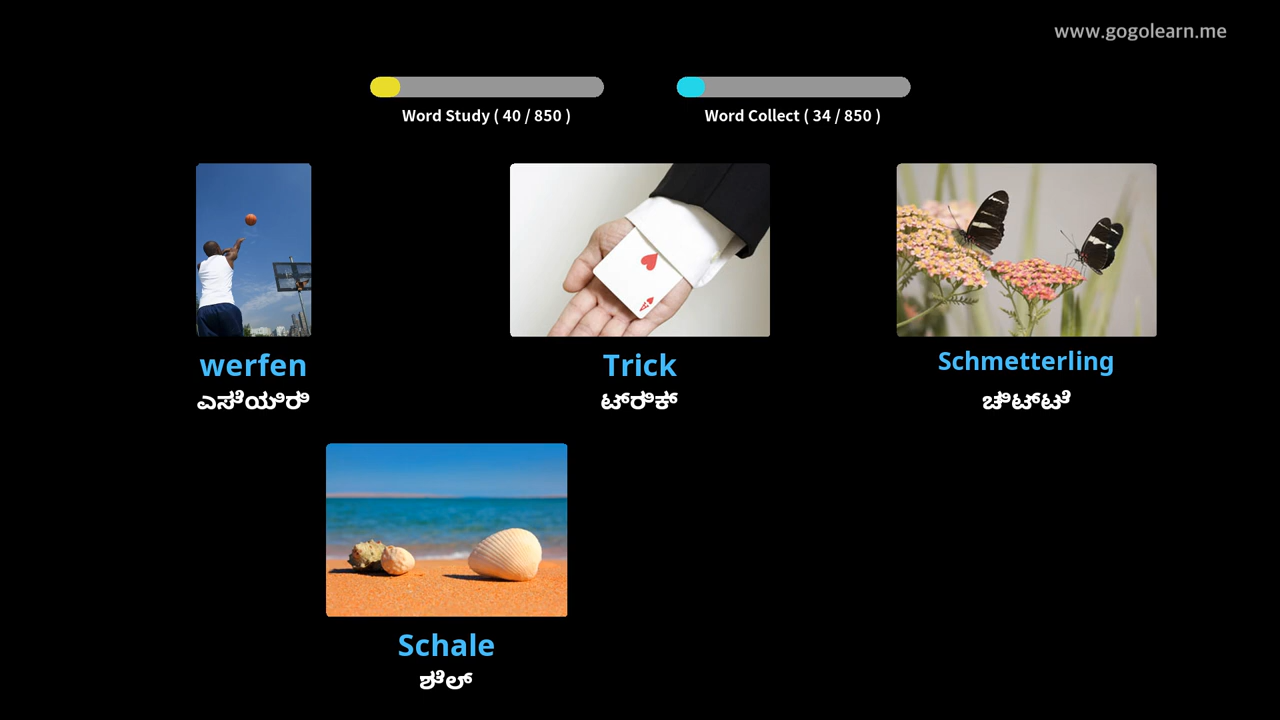 www.gogolearn.me
Word Study ( 40 / 850 )
Word Collect ( 34 / 850 )
werfen
ಎಸೆಯಿರಿ
Trick
ಟ್ರಿಕ್
Schmetterling
ಚಿಟ್ಟೆ
Schale
ಶೆಲ್